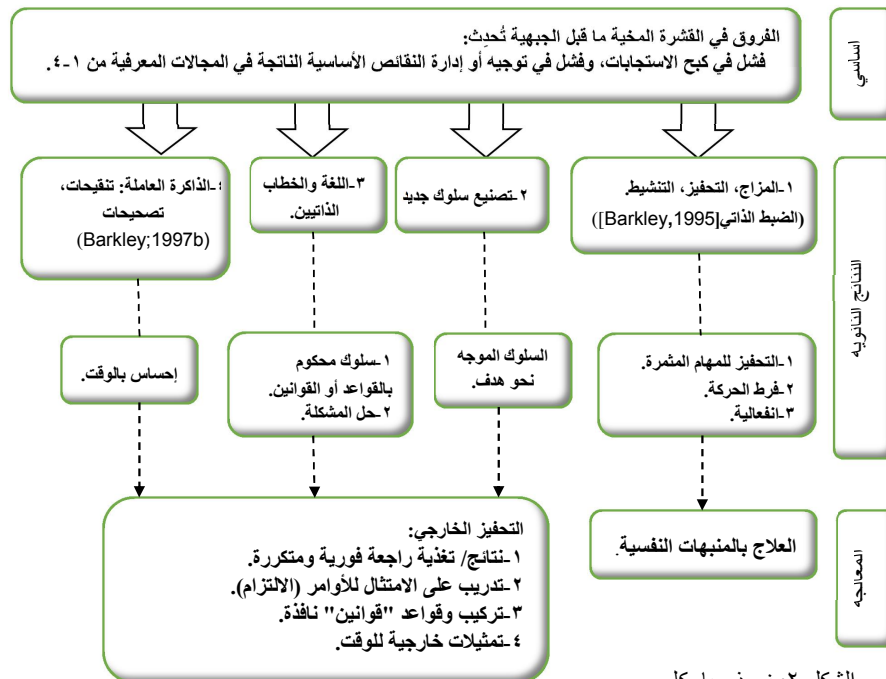 الفروق في القشرة المخية ما قبل الجبهية تُحدِث:
فشل في كبح الاستجابات، وفشل في توجيه أو إدارة النقائص الأساسية الناتجة في المجالات المعرفية من ١-٤.
اساسي
١-المزاج، التحفيز، التنشيط.
(الضبط الذاتي[Barkley,1995])
٢-تصنيع سلوك جديد
٣-اللغة والخطاب
الذاتيين.
٤-الذاكرة العاملة: تنقيحات،
تصحيحات
(Barkley;1997b)
النتائج الثانويه
١-التحفيز للمهام المثمرة.
٢-فرط الحركة.
٣-انفعالية.
السلوك الموجه
نحو هدف.
١-سلوك محكوم
بالقواعد أو القوانين.
٢-حل المشكلة.
إحساس بالوقت.
العلاج بالمنبهات النفسية.
التحفيز الخارجي:
١-نتائج/ تغذية راجعة فورية ومتكررة.
٢-تدريب على الامتثال للأوامر (الالتزام).
٣-تركيب وقواعد "قوانين" نافذة.
٤-تمثيلات خارجية للوقت.
المعالجه